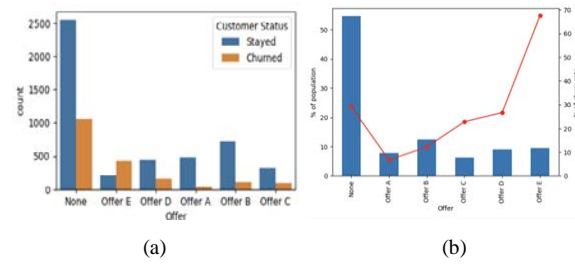 Customer Status
Stayed
Churned
count
2500
2000
1500
1000
500
0
None Offer E Offer D Offer A Offer B Offer C
Offer
(a)
% of population
50
40
30
20
10
0
70
60
50
40
30
20
10
0
None Offer A Offer B Offer C Offer D Offer E
Offer
(b)